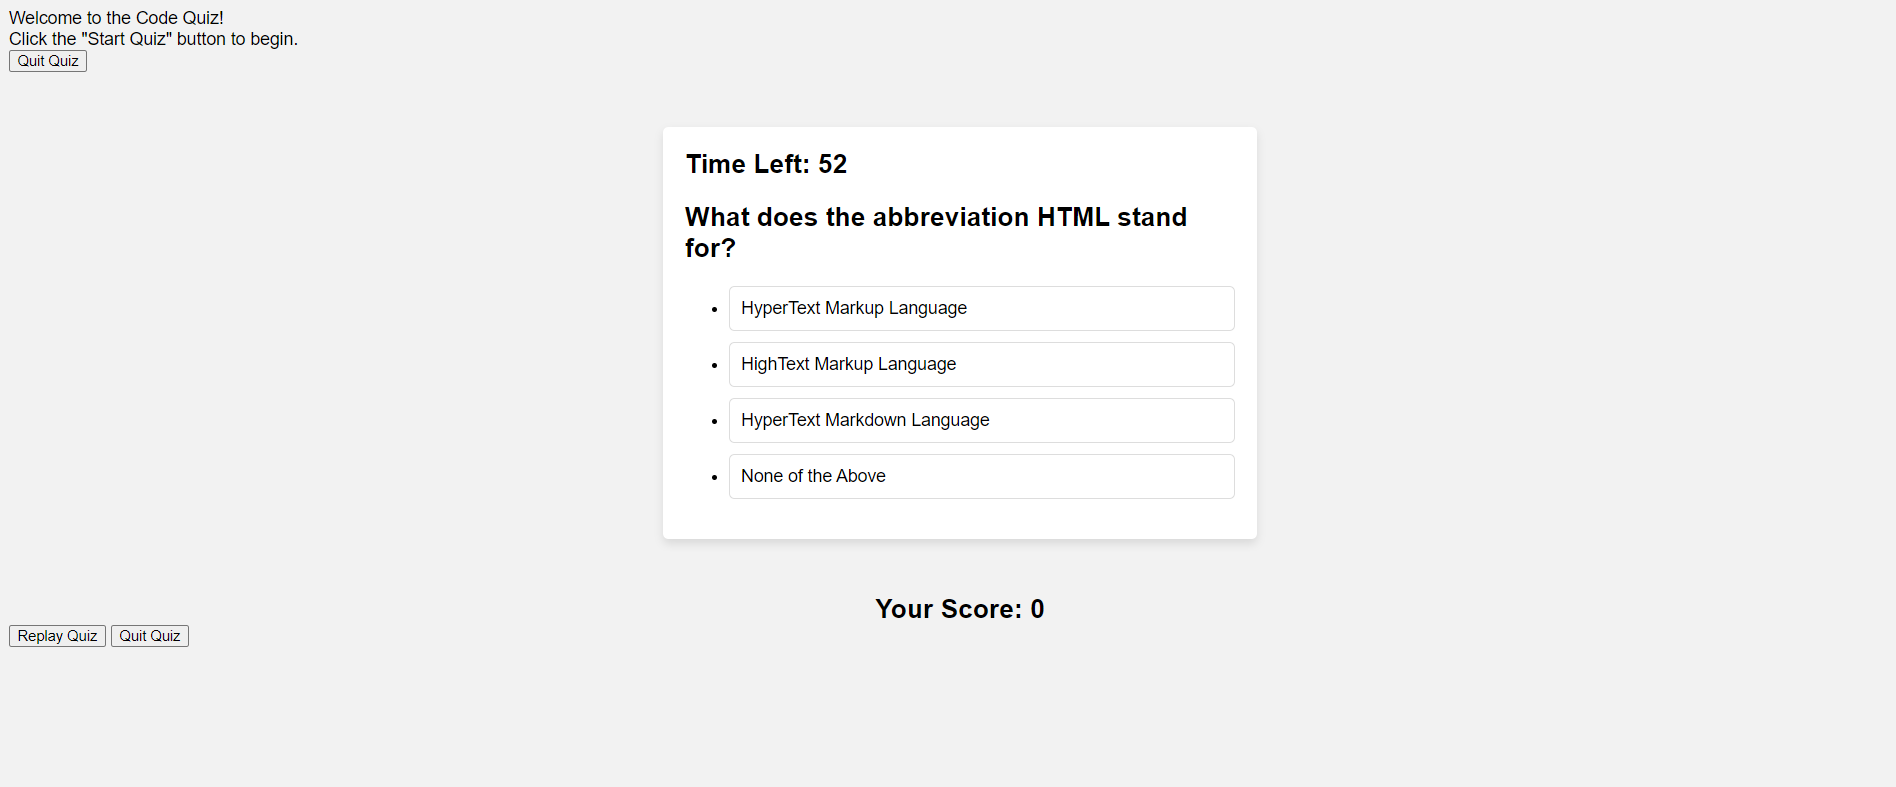 Welcome to the Code Quiz!
Click the "Start Quiz" button to begin.
Quit Quiz
Time Left: 52
What does the abbreviation HTML stand
for?
HyperText Markup Language
HighText Markup Language
HyperText Markdown Language
None of the Above
Your Score: 0
Replay Quiz Quit Quiz